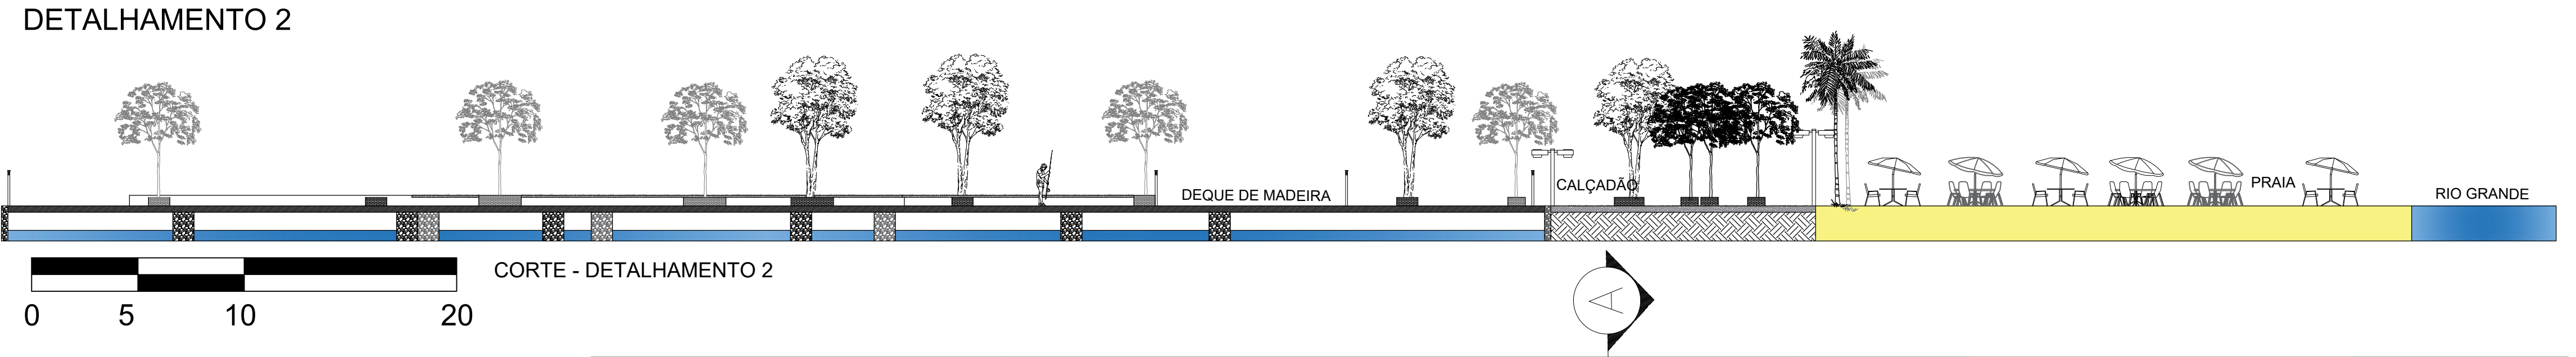 DETALHAMENTO 2
DEQUE DE MADEIRA
CALÇADÃO
PRAIA
RIO GRANDE
CORTE - DETALHAMENTO 2
0 5 10 20
A